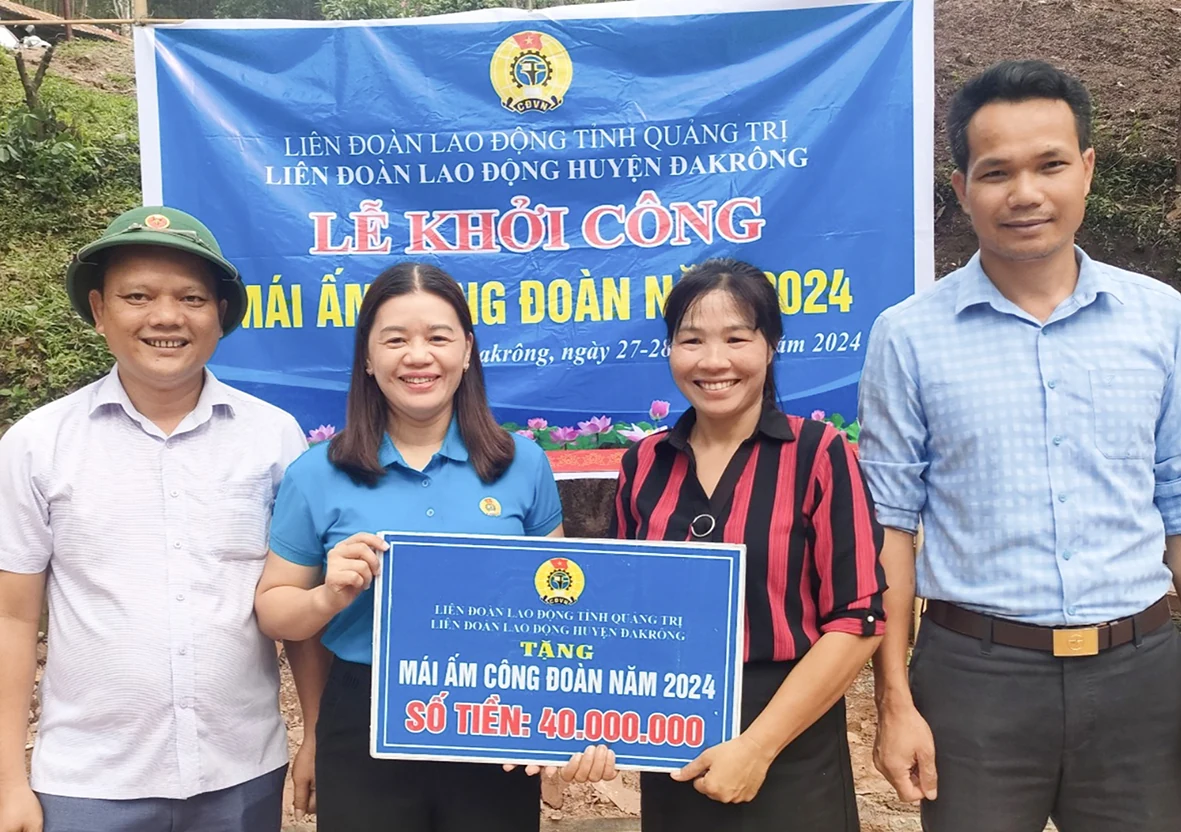 CĐVN
LIÊN ĐOÀN LAO ĐỘNG TỈNH QUẢNG TRỊ
LIÊN ĐOÀN LAO ĐỘNG HUYỆN ĐAKRÔNG
LỄ KHỞI CÔNG
MÁI ẤM NG ĐOÀN N 2024
akrông, ngày 27-28 ăm 2024
CĐVN
LIÊN ĐOÀN LAO ĐỘNG TỈNH QUẢNG TRỊ
LIÊN ĐOÀN LAO ĐỘNG HUYỆN ĐAKRÔNG
TẶNG
MÁI ẤM CÔNG ĐOÀN NĂM 2024
SỐ TIỀN: 40.000.000